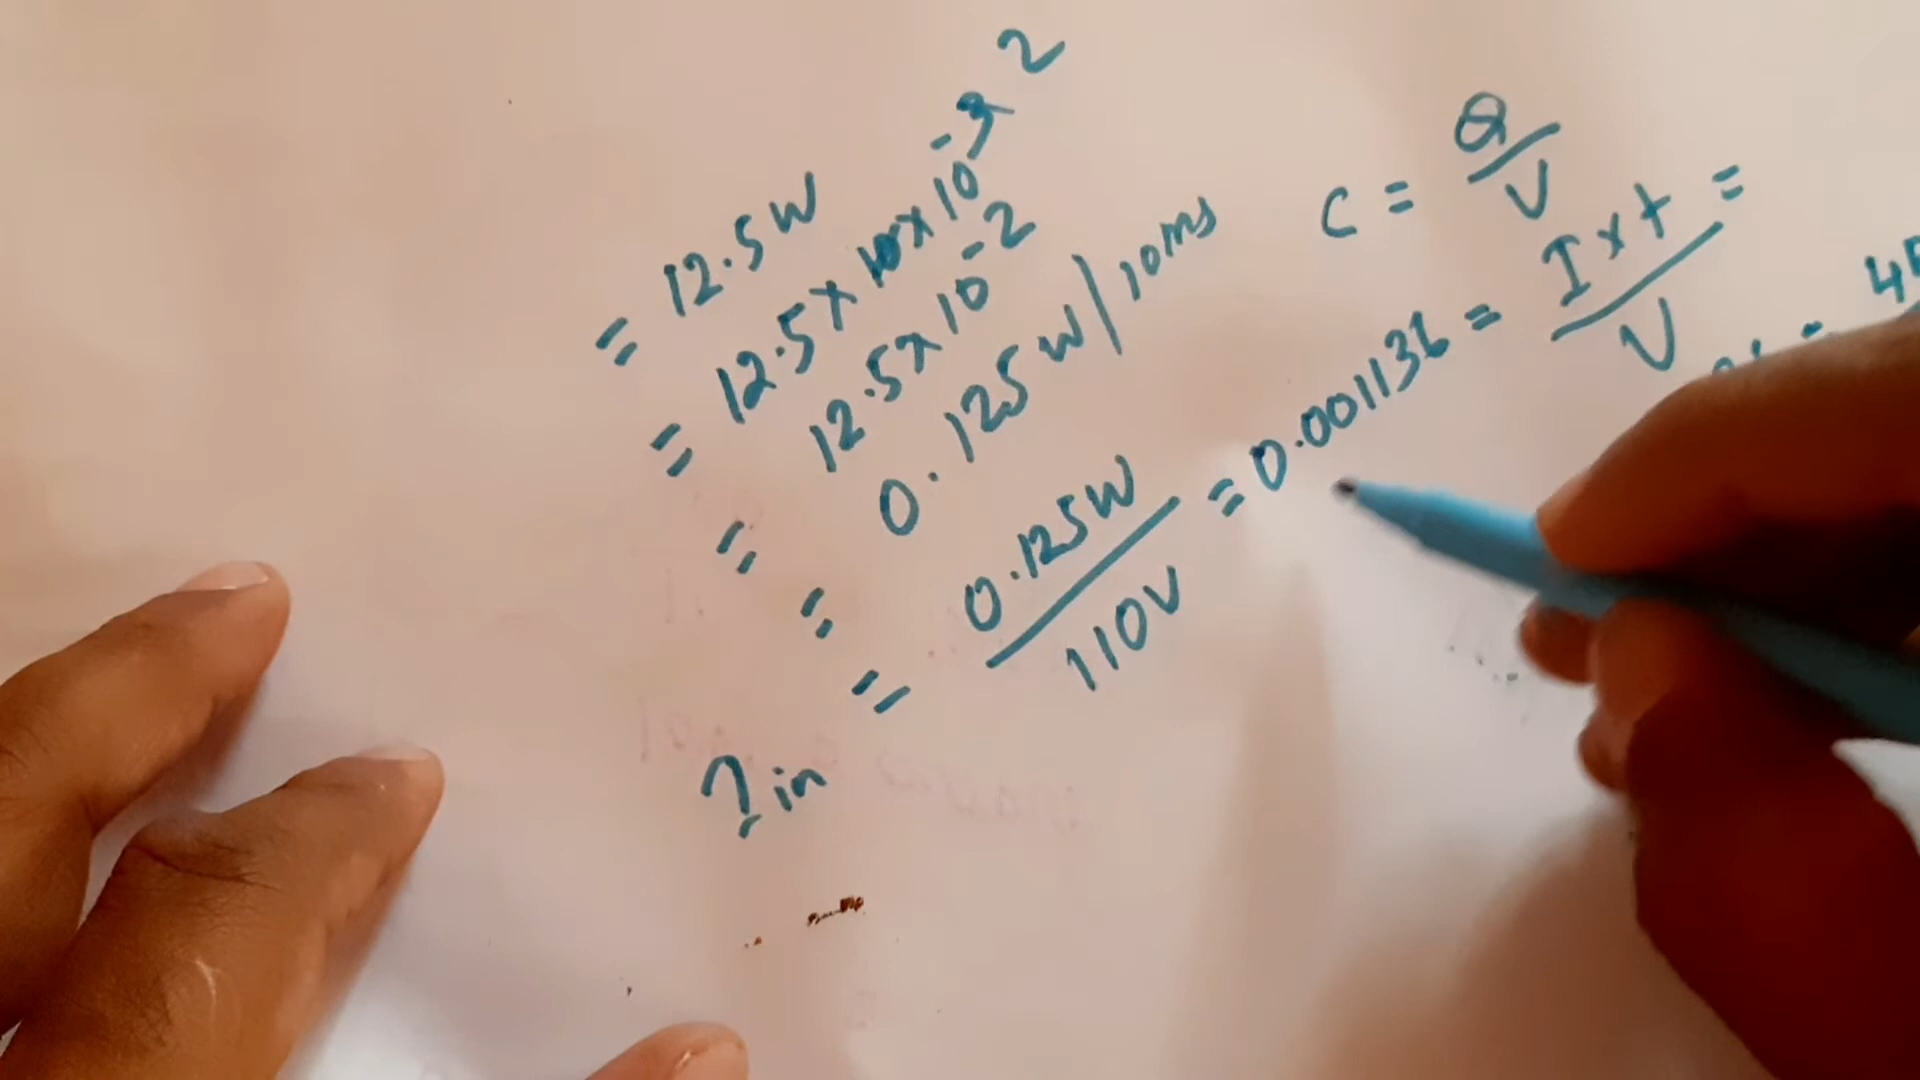 = 12.5W
= 12.5 x 10 x 10⁻³ 2
= 12.5 x 10⁻²
= 0.125W/10ms
Iin = 0.125W/110V = 0.001136 =
C = Q/V
I x t/V =